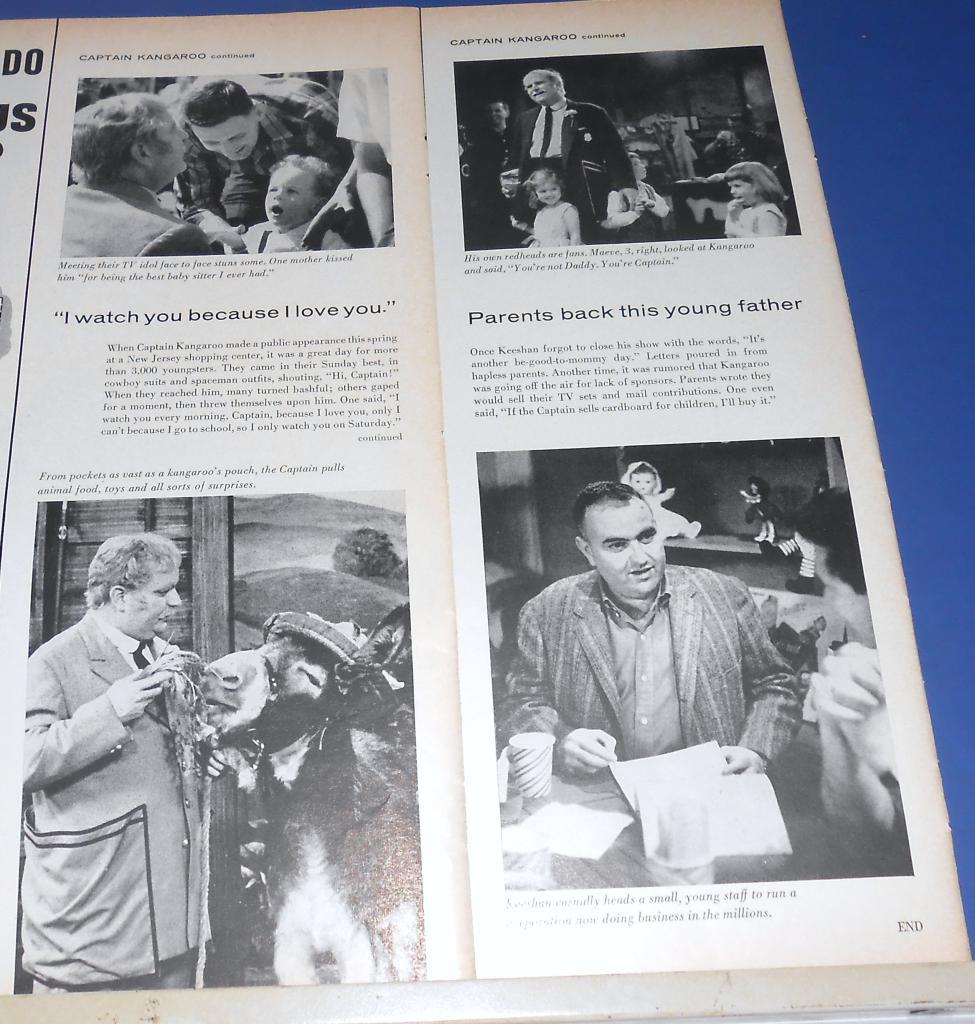 DO
US
?
CAPTAIN KANGAROO continued
Meeting their TV idol face to face stuns some. One mother kissed
him "for being the best baby sitter I ever had."
"I watch you because I love you."
When Captain Kangaroo made a public appearance this spring
at a New Jersey shopping center, it was a great day for more
than 3,000 youngsters. They came in their Sunday best, in
cowboy suits and spaceman outfits, shouting, "Hi, Captain!"
When they reached him, many turned bashful; others gaped
for a moment, then threw themselves upon him. One said, "I
watch you every morning, Captain, because I love you, only I
can't because I go to school, so I only watch you on Saturday."
continued
From pockets as vast as a kangaroo's pouch, the Captain pulls
animal food, toys and all sorts of surprises.
CAPTAIN KANGAROO continued
His own redheads are fans. Maeve, 3, right, looked at Kangaroo
and said, "You're not Daddy. You're Captain."
Parents back this young father
Once Keeshan forgot to close his show with the words, "It's
another be-good-to-mommy day." Letters poured in from
hapless parents. Another time, it was rumored that Kangaroo
was going off the air for lack of sponsors. Parents wrote they
would sell their TV sets and mail contributions. One even
said, "If the Captain sells cardboard for children, I'll buy it."
Keeshan casually heads a small, young staff to run a
now doing business in the millions.
END